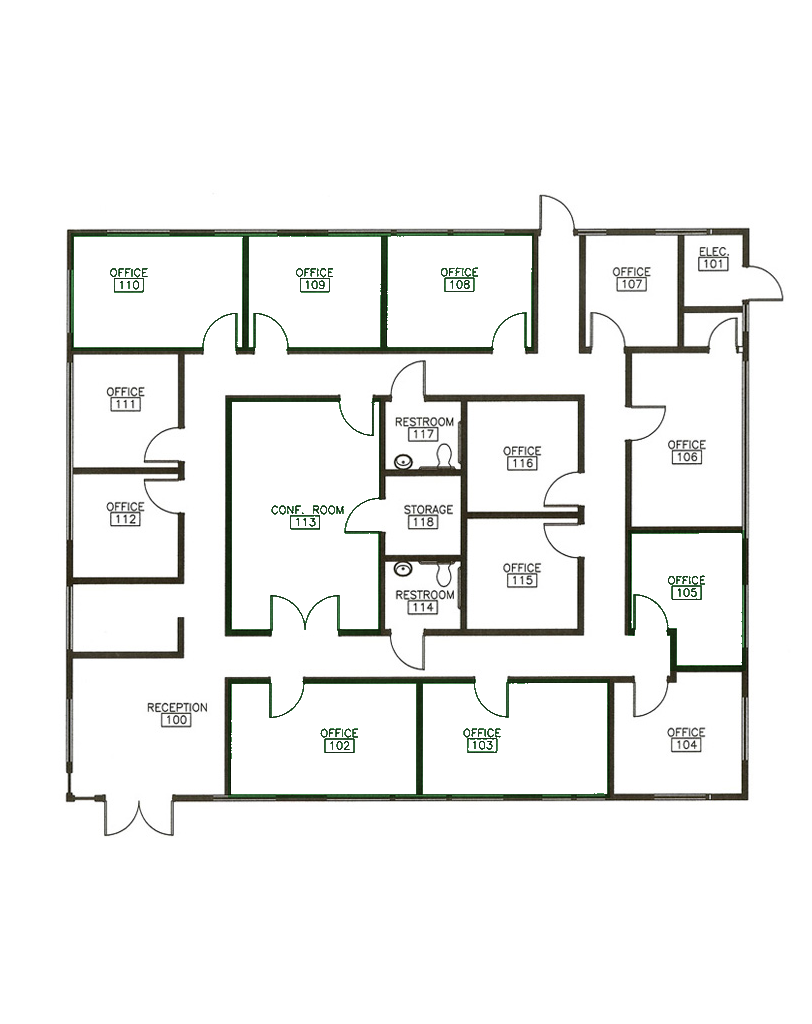 ELEC.
101
OFFICE
110
OFFICE
109
OFFICE
108
OFFICE
107
OFFICE
111
RESTROOM
117
OFFICE
116
OFFICE
106
OFFICE
112
CONF. ROOM
113
STORAGE
118
OFFICE
115
OFFICE
105
RESTROOM
114
RECEPTION
100
OFFICE
102
OFFICE
103
OFFICE
104